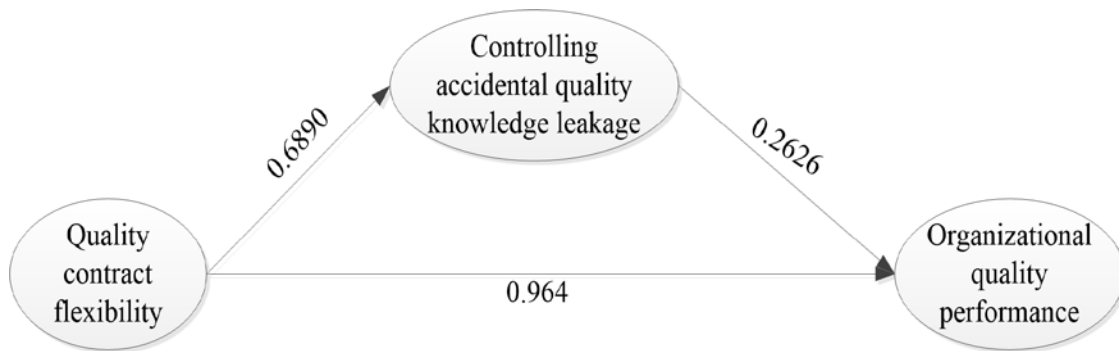 Controlling
accidental quality
knowledge leakage
0.6890
0.2626
Quality
contract
flexibility
0.964
Organizational
quality
performance